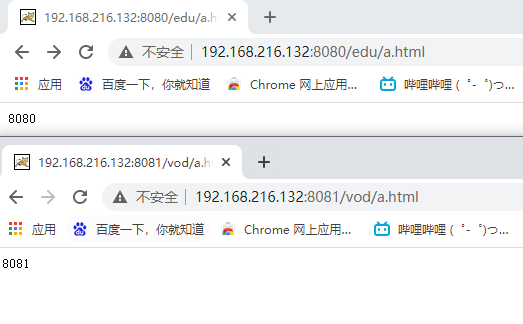 192.168.216.132:8080/edu/a.html
不安全 192.168.216.132:8080/edu/a.html
应用 百度一下，你就知道 Chrome 网上应用... 哔哩哔哩 (゜-゜)つ...
8080
192.168.216.132:8081/vod/a.h
不安全 192.168.216.132:8081/vod/a.html
应用 百度一下，你就知道 Chrome 网上应用... 哔哩哔哩 (゜-゜)つ...
8081